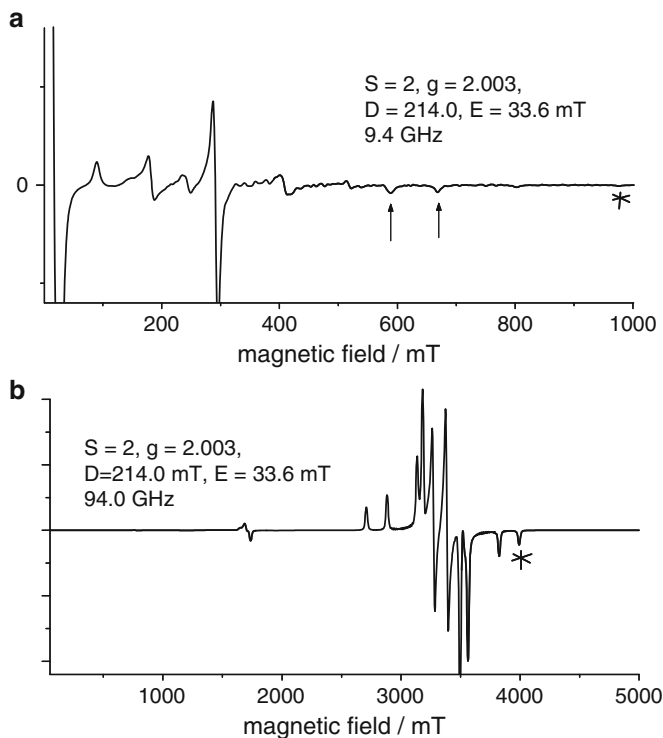 a
S = 2, g = 2.003,
D = 214.0, E = 33.6 mT
9.4 GHz
0
200 400 600 800 1000
magnetic field / mT
b
S = 2, g = 2.003,
D=214.0 mT, E = 33.6 mT
94.0 GHz
1000 2000 3000 4000 5000
magnetic field / mT